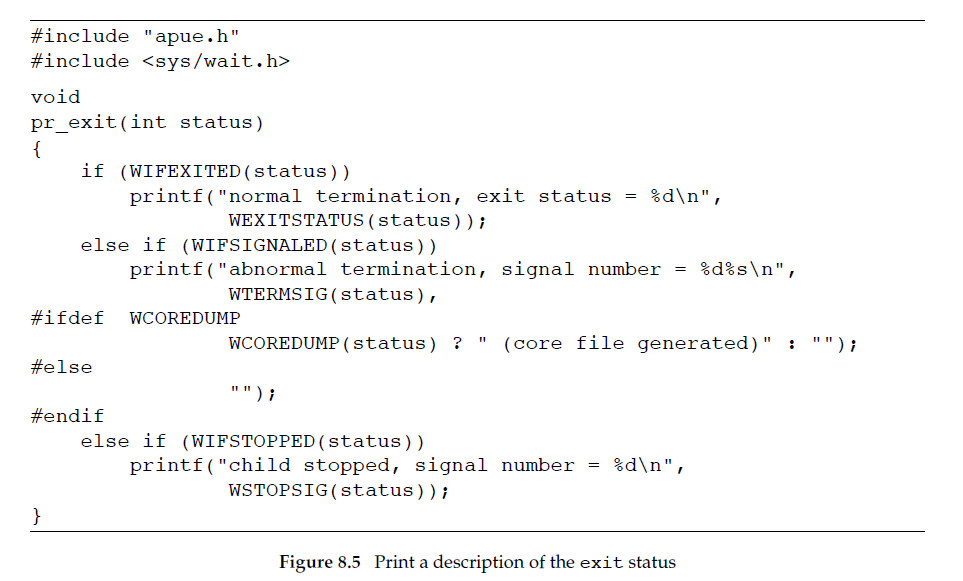 #include "apue.h"
#include <sys/wait.h>
void
pr_exit(int status)
{
    if (WIFEXITED(status))
        printf("normal termination, exit status = %d\n",
                WEXITSTATUS(status));
    else if (WIFSIGNALED(status))
        printf("abnormal termination, signal number = %d%s\n",
                WTERMSIG(status),
#ifdef  WCOREDUMP
                WCOREDUMP(status) ? " (core file generated)" : "");
#else
                "");
#endif
    else if (WIFSTOPPED(status))
        printf("child stopped, signal number = %d\n",
                WSTOPSIG(status));
}
Figure 8.5 Print a description of the exit status